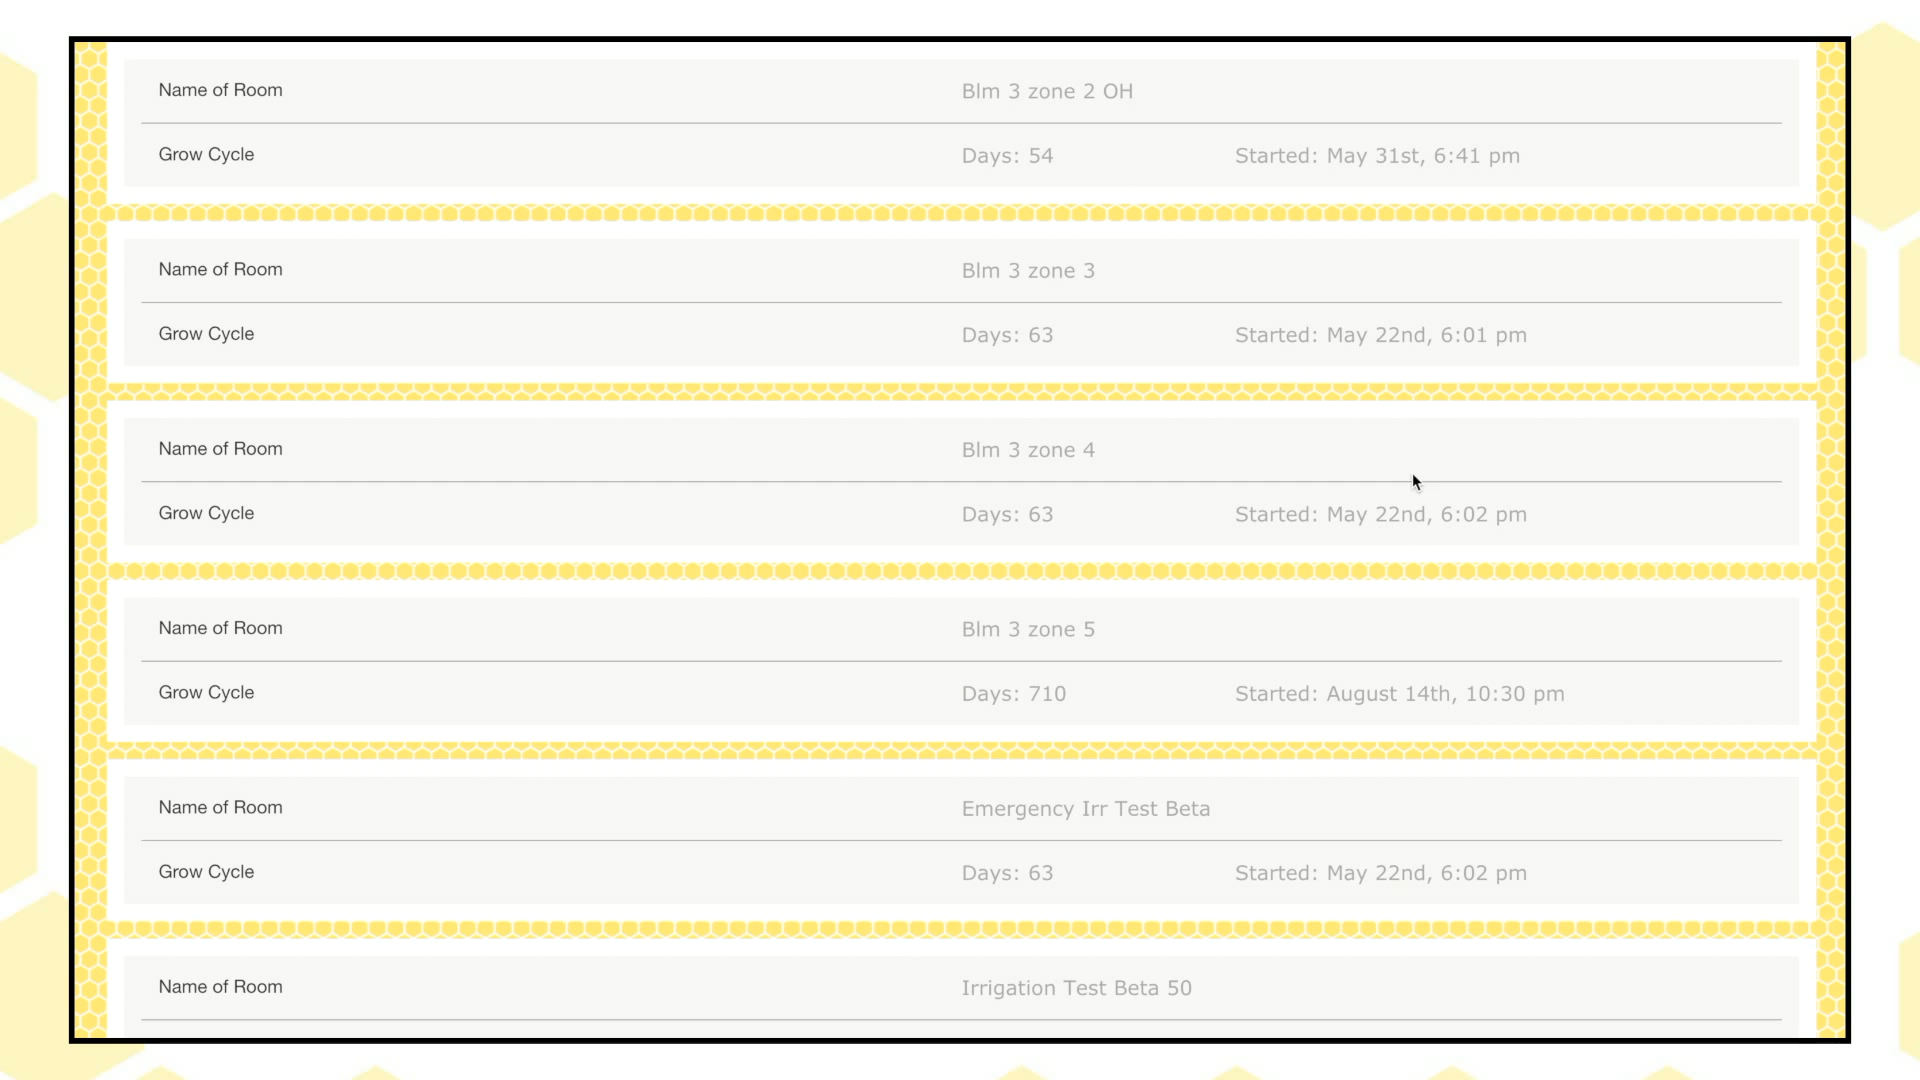 Name of Room Blm 3 zone 2 OH
Grow Cycle Days: 54 Started: May 31st, 6:41 pm
Name of Room Blm 3 zone 3
Grow Cycle Days: 63 Started: May 22nd, 6:01 pm
Name of Room Blm 3 zone 4
Grow Cycle Days: 63 Started: May 22nd, 6:02 pm
Name of Room Blm 3 zone 5
Grow Cycle Days: 710 Started: August 14th, 10:30 pm
Name of Room Emergency Irr Test Beta
Grow Cycle Days: 63 Started: May 22nd, 6:02 pm
Name of Room Irrigation Test Beta 50